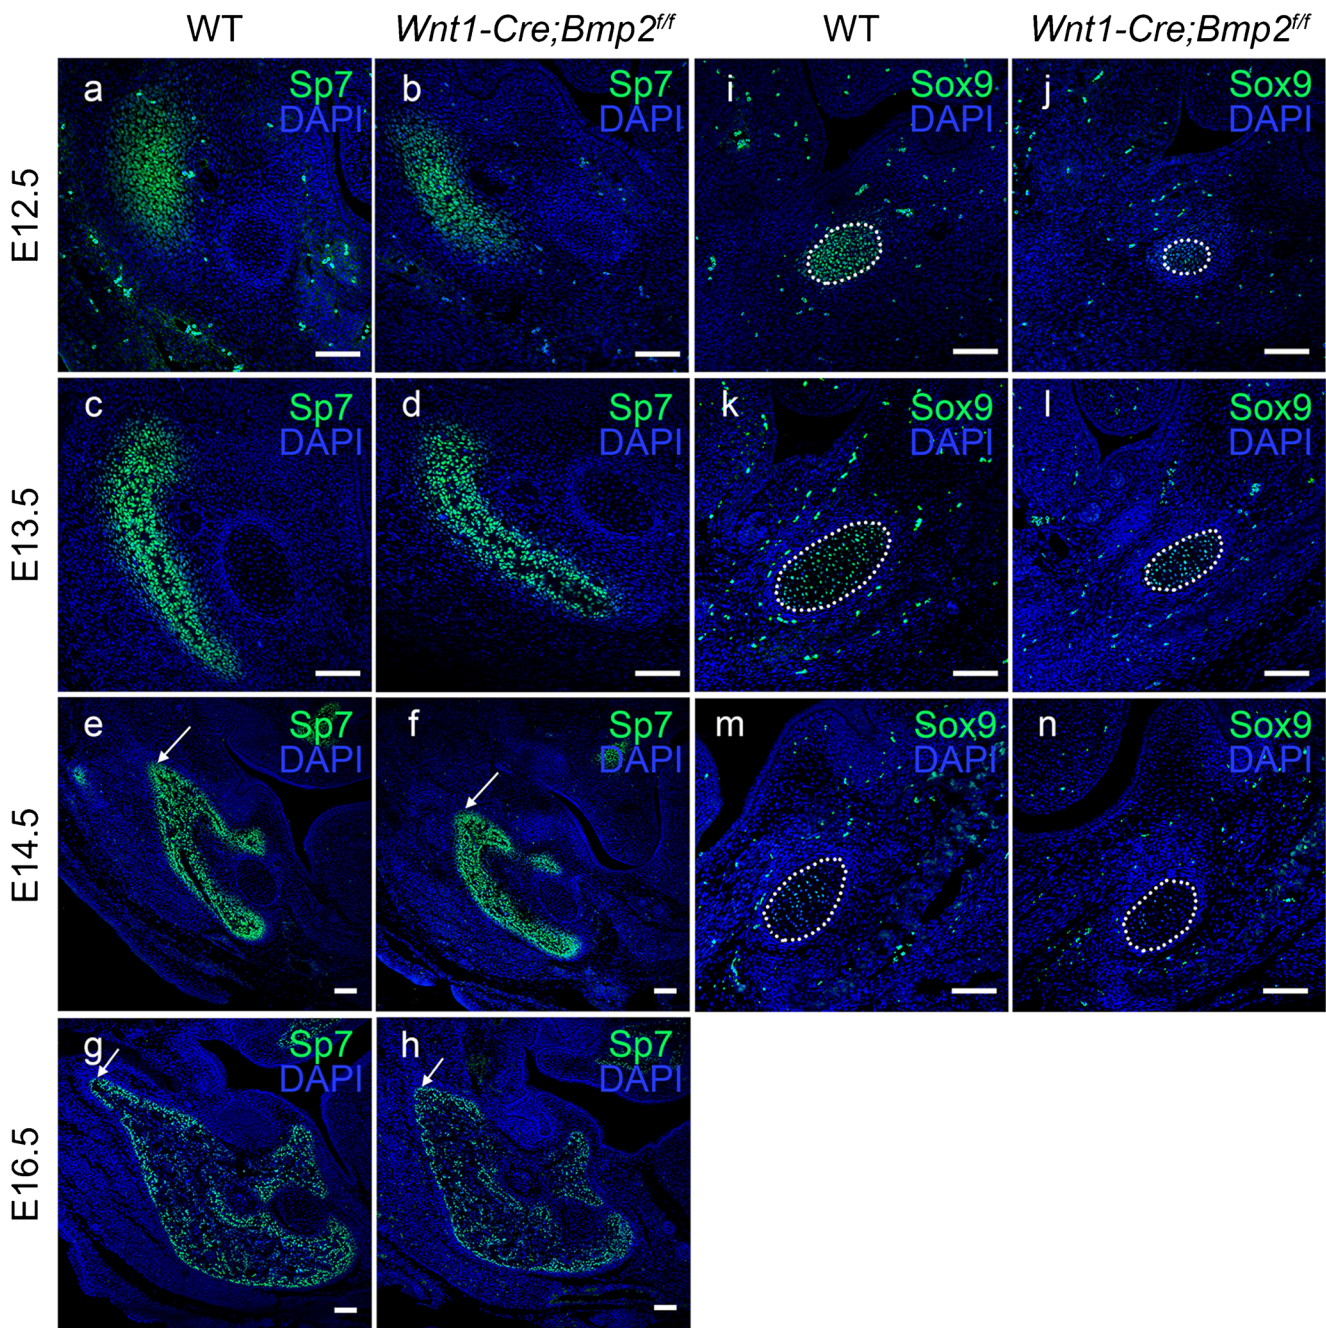 WT Wnt1-Cre;Bmp2f/f WT Wnt1-Cre;Bmp2f/f
E12.5
a Sp7
DAPI
b Sp7
DAPI
i Sox9
DAPI
j Sox9
DAPI
E13.5
c Sp7
DAPI
d Sp7
DAPI
k Sox9
DAPI
l Sox9
DAPI
E14.5
e Sp7
DAPI
f Sp7
DAPI
m Sox9
DAPI
n Sox9
DAPI
E16.5
g Sp7
DAPI
h Sp7
DAPI